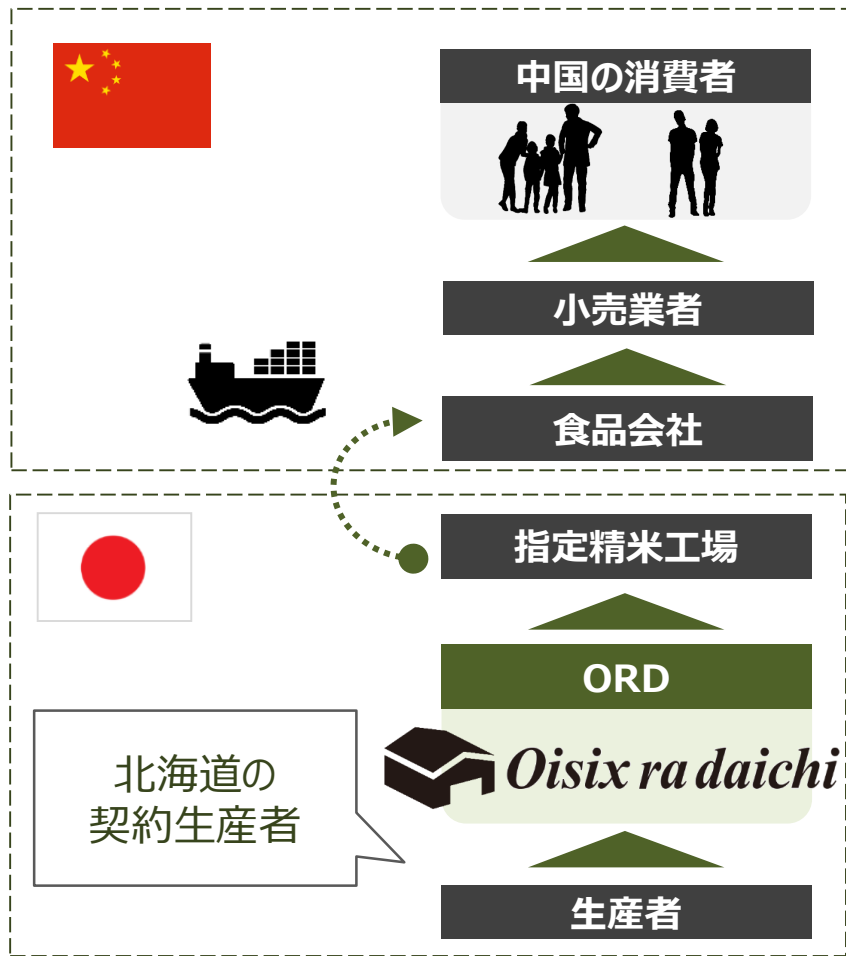 中国の消費者
小売業者
食品会社
指定精米工場
ORD
Oisix ra daichi
北海道の
契約生産者
生産者